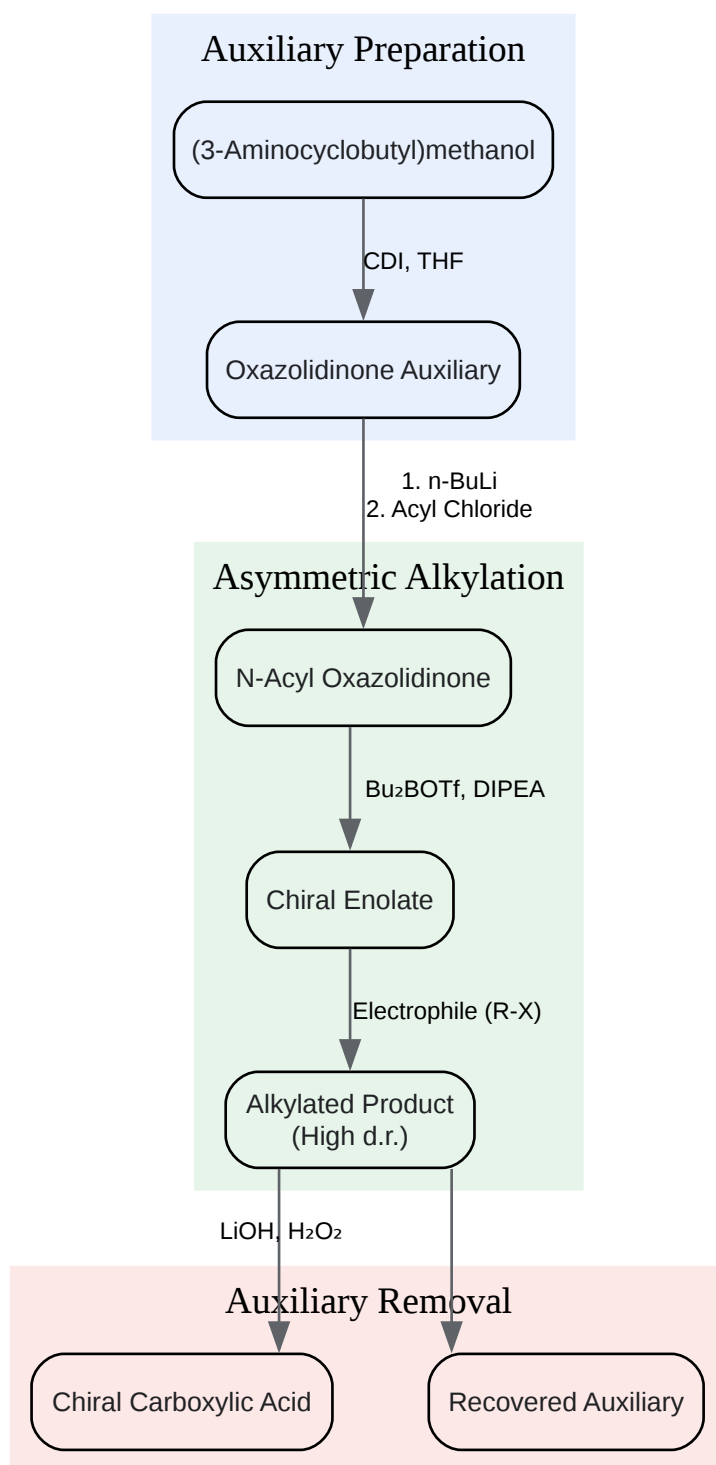 Auxiliary Preparation
(3-Aminocyclobutyl)methanol
CDI, THF
Oxazolidinone Auxiliary
1. n-BuLi
2. Acyl Chloride
Asymmetric Alkylation
N-Acyl Oxazolidinone
Bu₂BOTf, DIPEA
Chiral Enolate
Electrophile (R-X)
Alkylated Product
(High d.r.)
LiOH, H₂O₂
Auxiliary Removal
Chiral Carboxylic Acid
Recovered Auxiliary